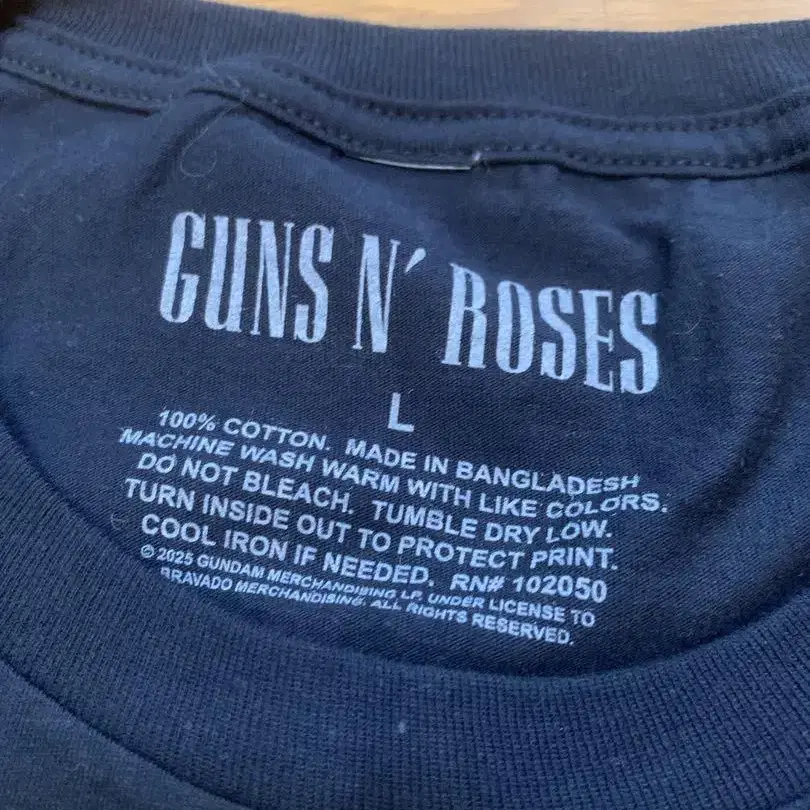 GUNS N' ROSES
L
100% COTTON. MADE IN BANGLADESH
MACHINE WASH WARM WITH LIKE COLORS.
DO NOT BLEACH. TUMBLE DRY LOW.
TURN INSIDE OUT TO PROTECT PRINT.
COOL IRON IF NEEDED. RN# 102050
© 2025 GUNDAM MERCHANDISING LP. UNDER LICENSE TO
BRAVADO MERCHANDISING. ALL RIGHTS RESERVED.